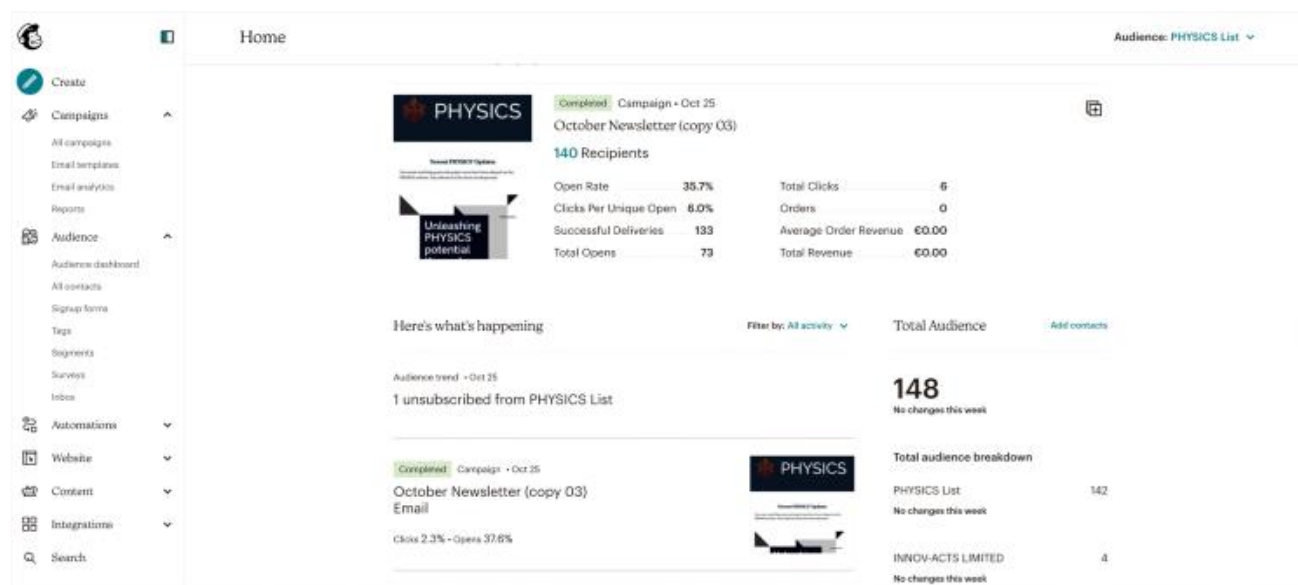 Home
Audience: PHYSICS List
Create
Campaigns
All campaigns
Email templates
Email analytics
Reports
Audience
Audience dashboard
All contacts
Signup forms
Tags
Segments
Surveys
Inbox
Automations
Website
Content
Integrations
Search
PHYSICS
Recent PHYSICS Updates
Unleashing
PHYSICS
potential
Completed Campaign • Oct 25
October Newsletter (copy 03)
140 Recipients
Open Rate 35.7%
Clicks Per Unique Open 6.0%
Successful Deliveries 133
Total Opens 73
Total Clicks 6
Orders 0
Average Order Revenue €0.00
Total Revenue €0.00
Here's what's happening
Filter by: All activity
Audience trend • Oct 25
1 unsubscribed from PHYSICS List
Completed Campaign • Oct 25
October Newsletter (copy 03)
Email
Clicks 2.3% • Opens 37.6%
PHYSICS
Recent PHYSICS Updates
Total Audience
Add contacts
148
No changes this week
Total audience breakdown
PHYSICS List 142
No changes this week
INNOV-ACTS LIMITED 4
No changes this week